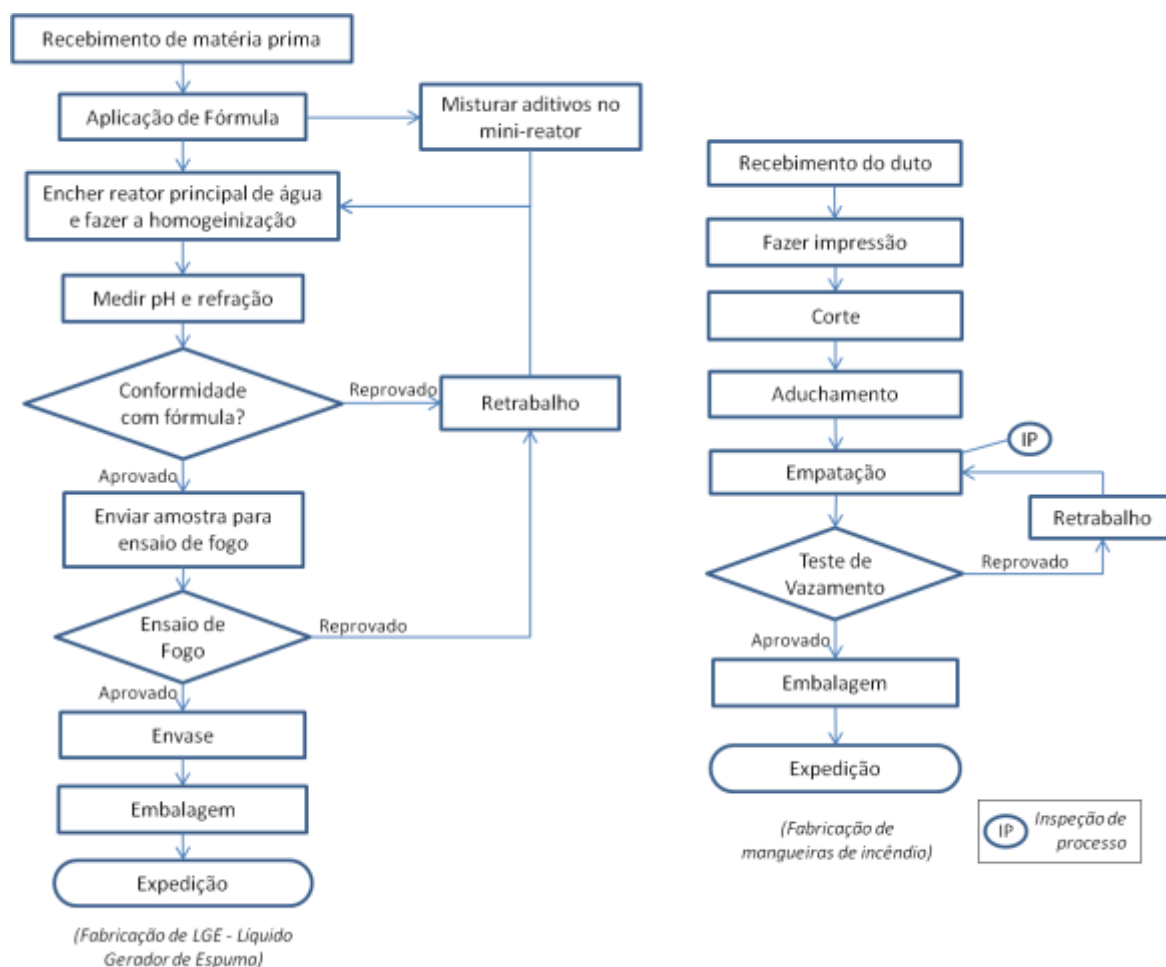 Recebimento de matéria prima
Aplicação de Fórmula
Misturar aditivos no
mini-reator
Encher reator principal de água
e fazer a homogeinização
Medir pH e refração
Conformidade
com fórmula?
Reprovado
Retrabalho
Aprovado
Enviar amostra para
ensaio de fogo
Ensaio de
Fogo
Reprovado
Aprovado
Envase
Embalagem
Expedição
(Fabricação de LGE - Líquido
Gerador de Espuma)
Recebimento do duto
Fazer impressão
Corte
Aduchamento
IP
Empatação
Retrabalho
Teste de
Vazamento
Reprovado
Aprovado
Embalagem
Expedição
(Fabricação de
mangueiras de incêndio)
IP
Inspeção de
processo